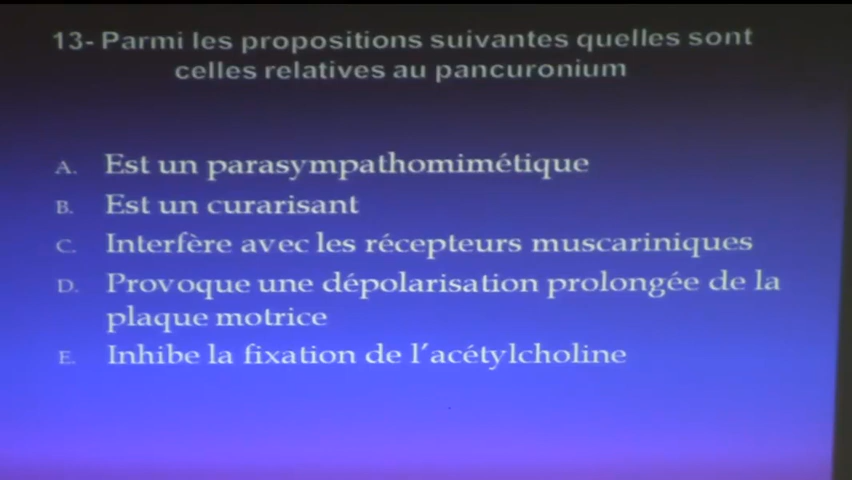 13- Parmi les propositions suivantes quelles sont
celles relatives au pancuronium
A. Est un parasympathomimétique
B. Est un curarisant
C. Interfère avec les récepteurs muscariniques
D. Provoque une dépolarisation prolongée de la
plaque motrice
E. Inhibe la fixation de l'acétylcholine